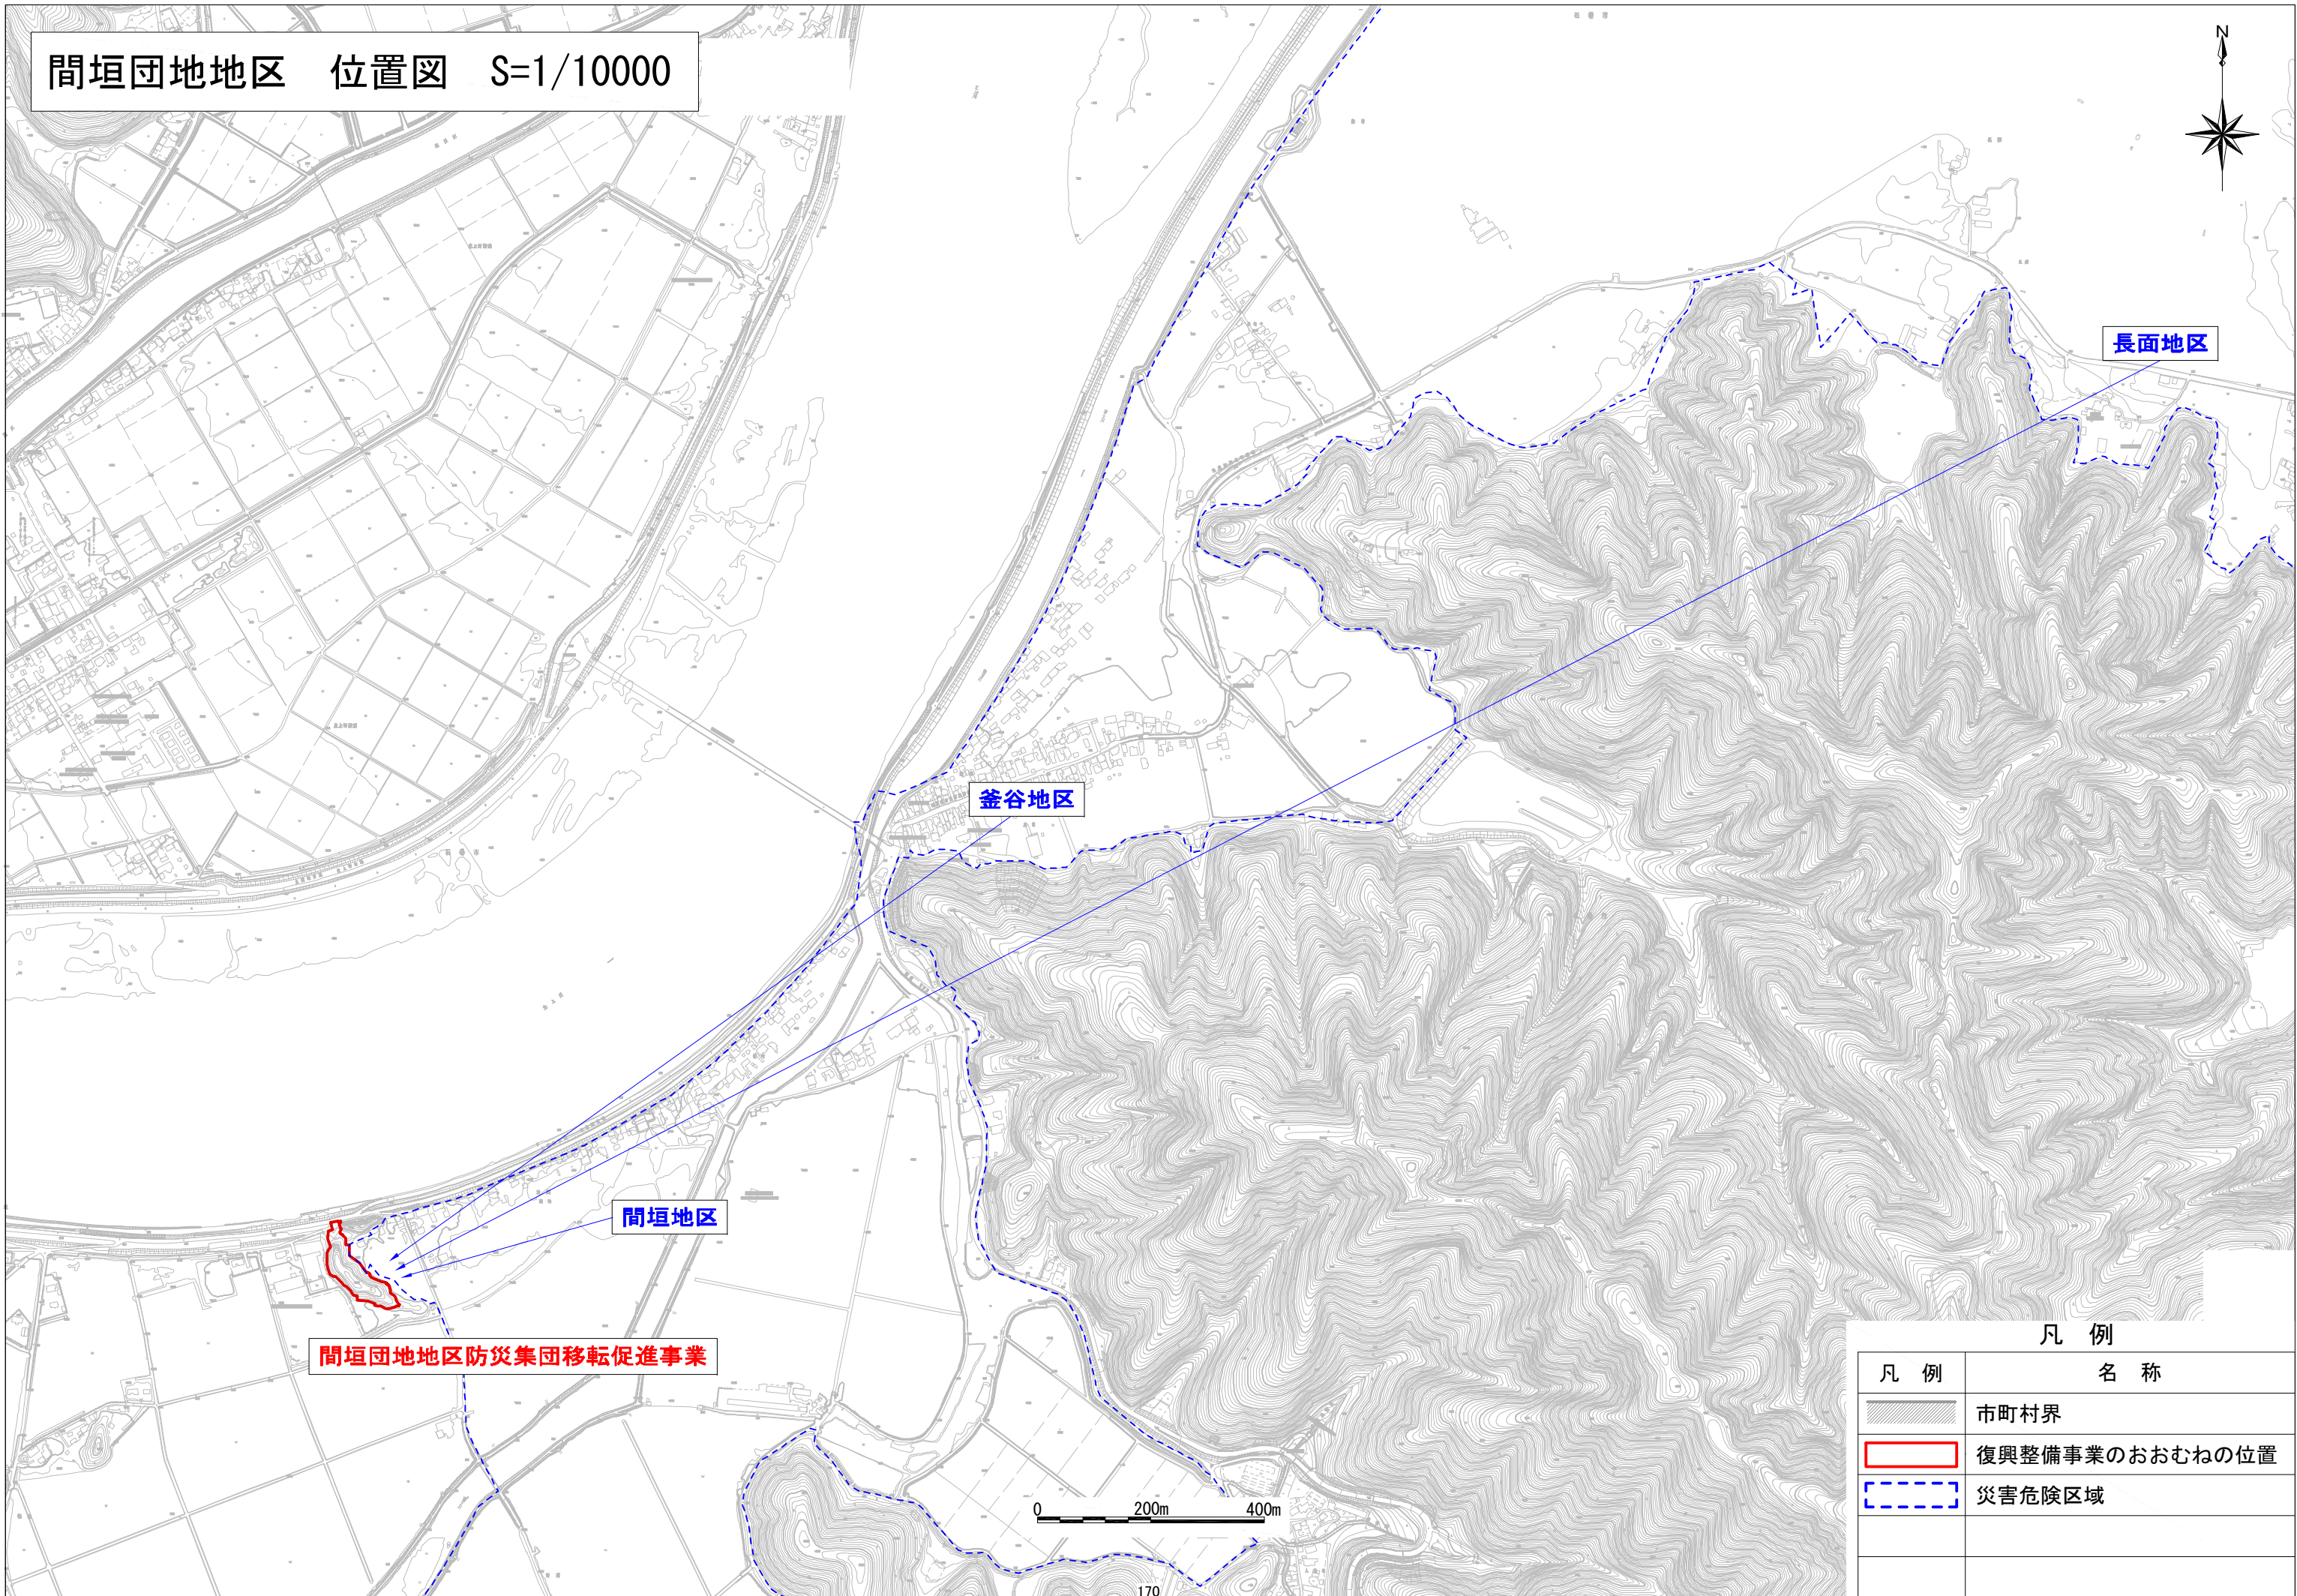 間垣団地地区　位置図　S=1/10000
N
長面地区
釜谷地区
間垣地区
間垣団地地区防災集団移転促進事業
0 200m 400m
170
凡　例
凡　例 名　称
市町村界
復興整備事業のおおむねの位置
災害危険区域